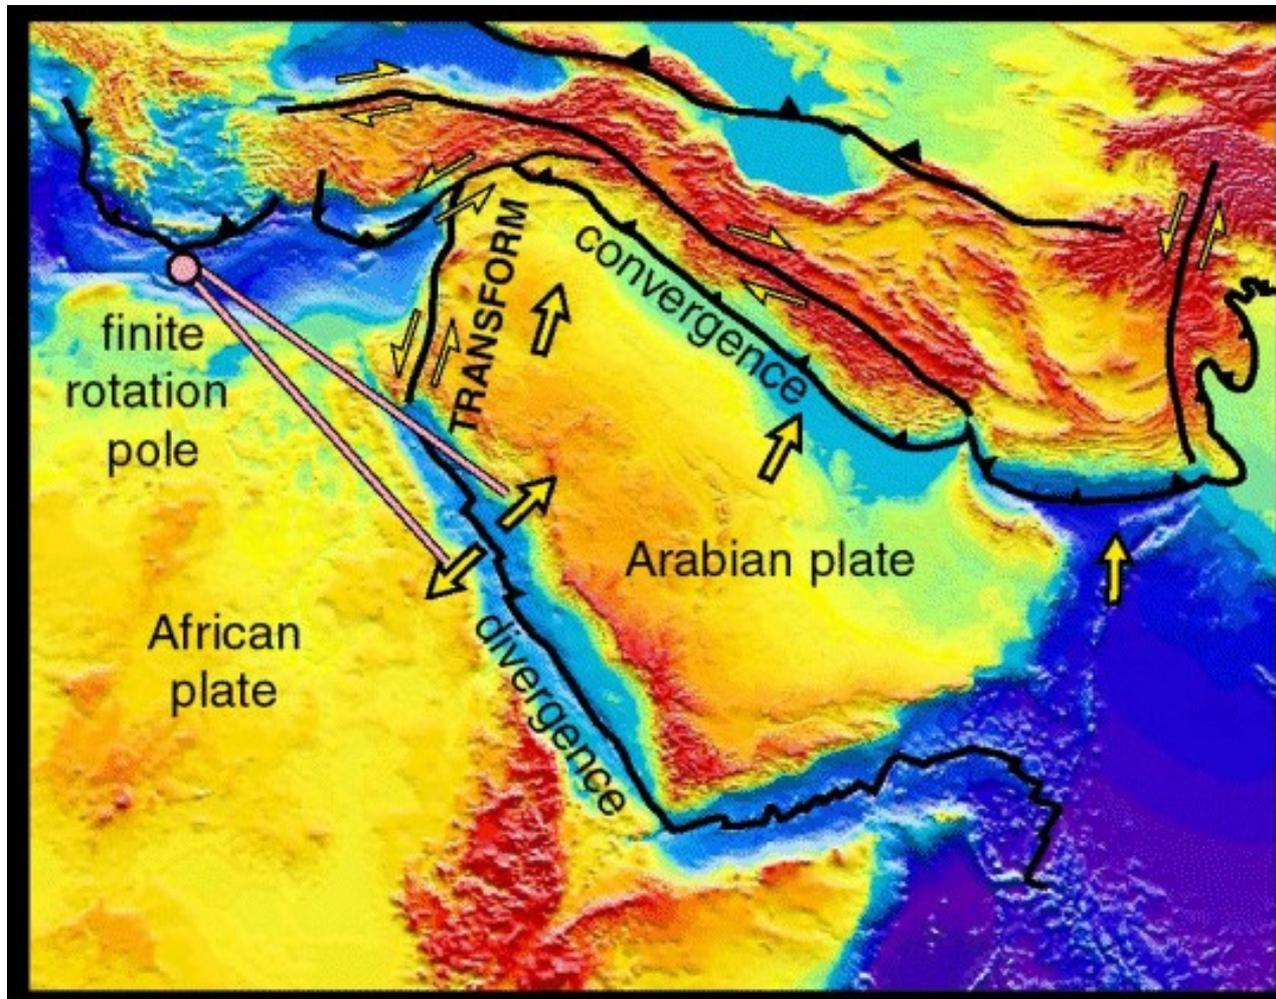 TRANSFORM
convergence
finite
rotation
pole
Arabian plate
African
plate
divergence